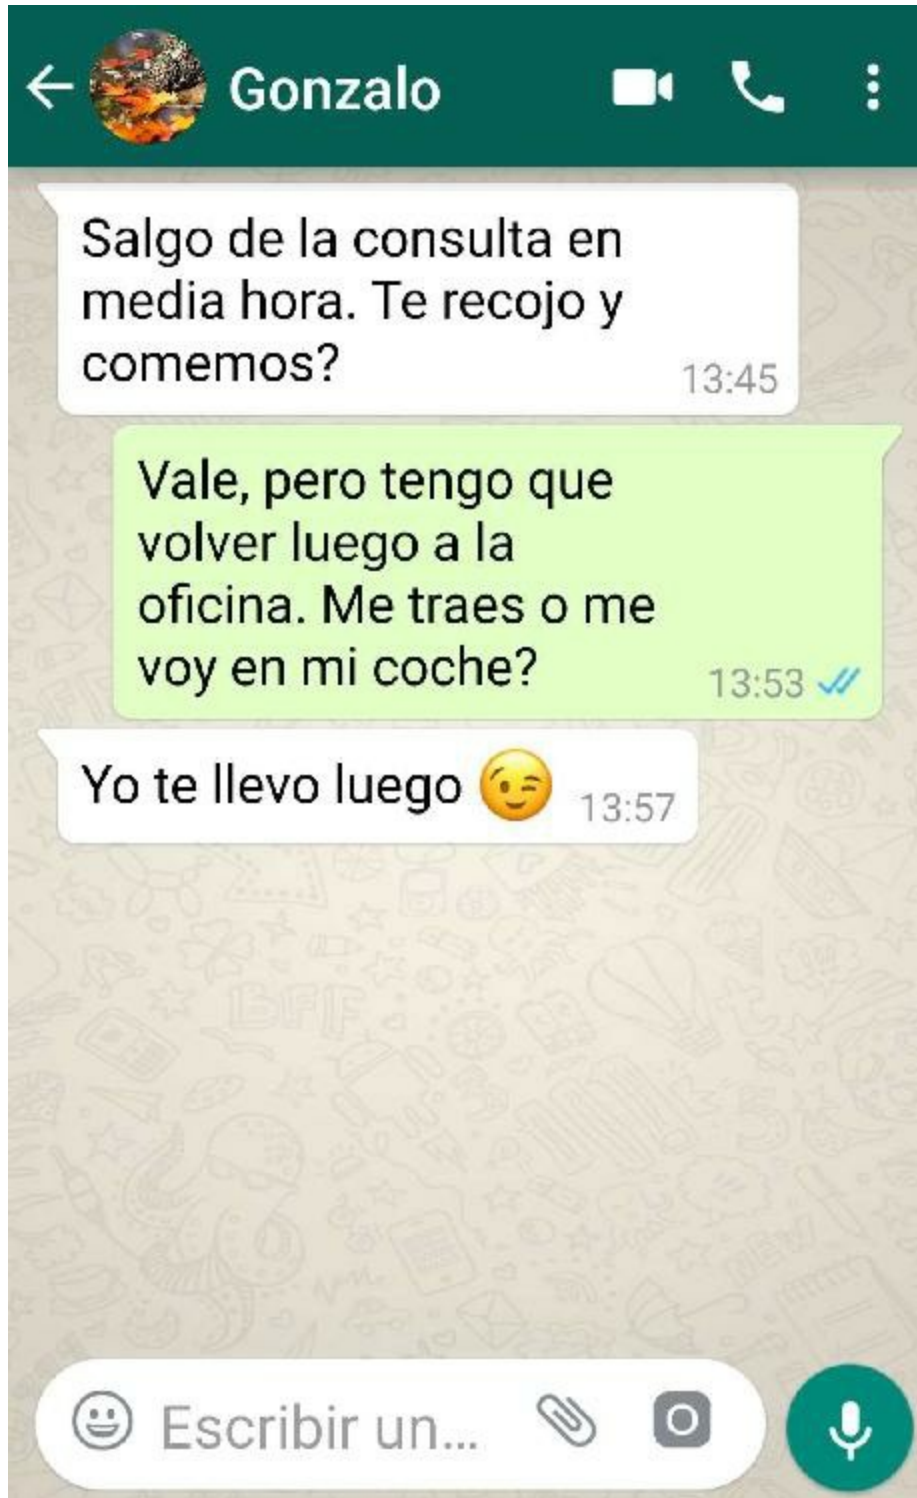 Gonzalo
Salgo de la consulta en
media hora. Te recojo y
comemos?
13:45
Vale, pero tengo que
volver luego a la
oficina. Me traes o me
voy en mi coche?
13:53
Yo te llevo luego 😉
13:57
BFF
NEW
Escribir un...